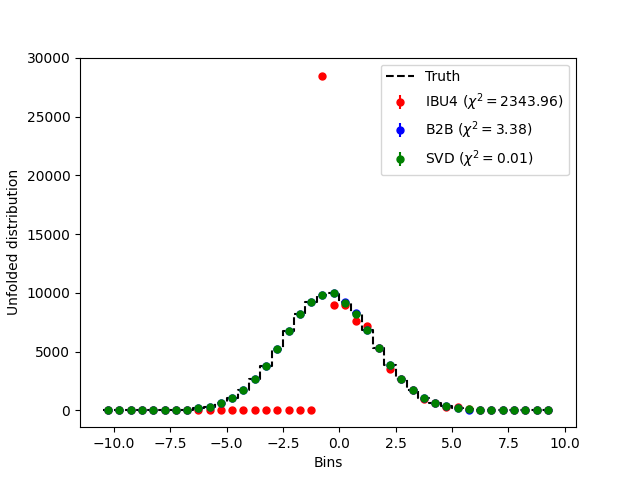 30000
25000
20000
15000
10000
5000
0
Unfolded distribution
Truth
IBU4 (χ² = 2343.96)
B2B (χ² = 3.38)
SVD (χ² = 0.01)
−10.0 −7.5 −5.0 −2.5 0.0 2.5 5.0 7.5 10.0
Bins